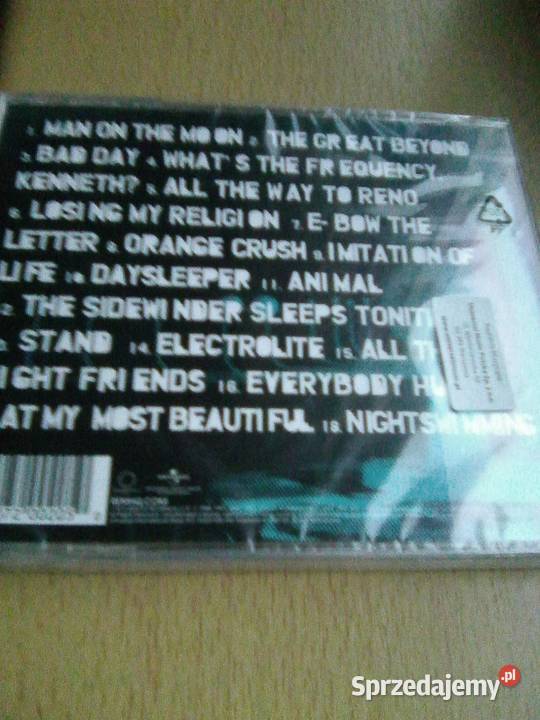 1. MAN ON THE MOON 2. THE GREAT BEYOND
3. BAD DAY 4. WHAT'S THE FREQUENCY,
KENNETH? 5. ALL THE WAY TO RENO
6. LOSING MY RELIGION 7. E-BOW THE
LETTER 8. ORANGE CRUSH 9. IMITATION OF
LIFE 10. DAYSLEEPER 11. ANIMAL
2. THE SIDEWINDER SLEEPS TONIT
3. STAND 14. ELECTROLITE 15. ALL T
IGHT FRIENDS 16. EVERYBODY HU
AT MY MOST BEAUTIFUL 18. NIGHTSWIMMING
Sprzedajemy.pl